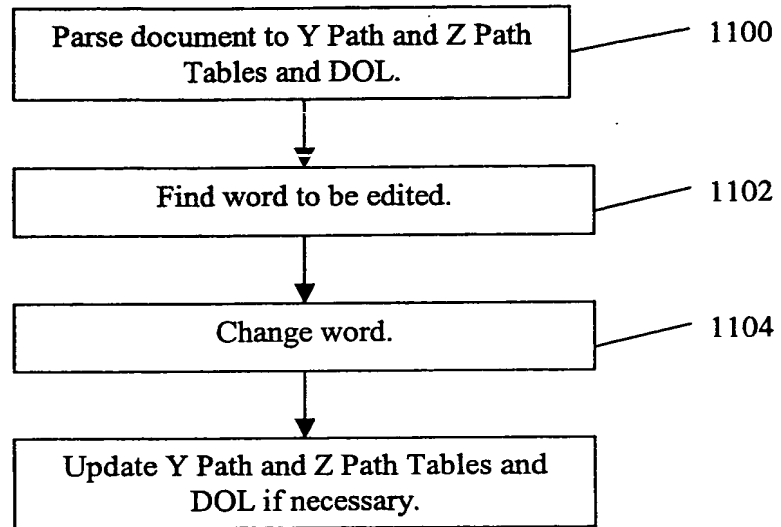 Parse document to Y Path and Z Path
Tables and DOL.
1100
Find word to be edited.
1102
Change word.
1104
Update Y Path and Z Path Tables and
DOL if necessary.